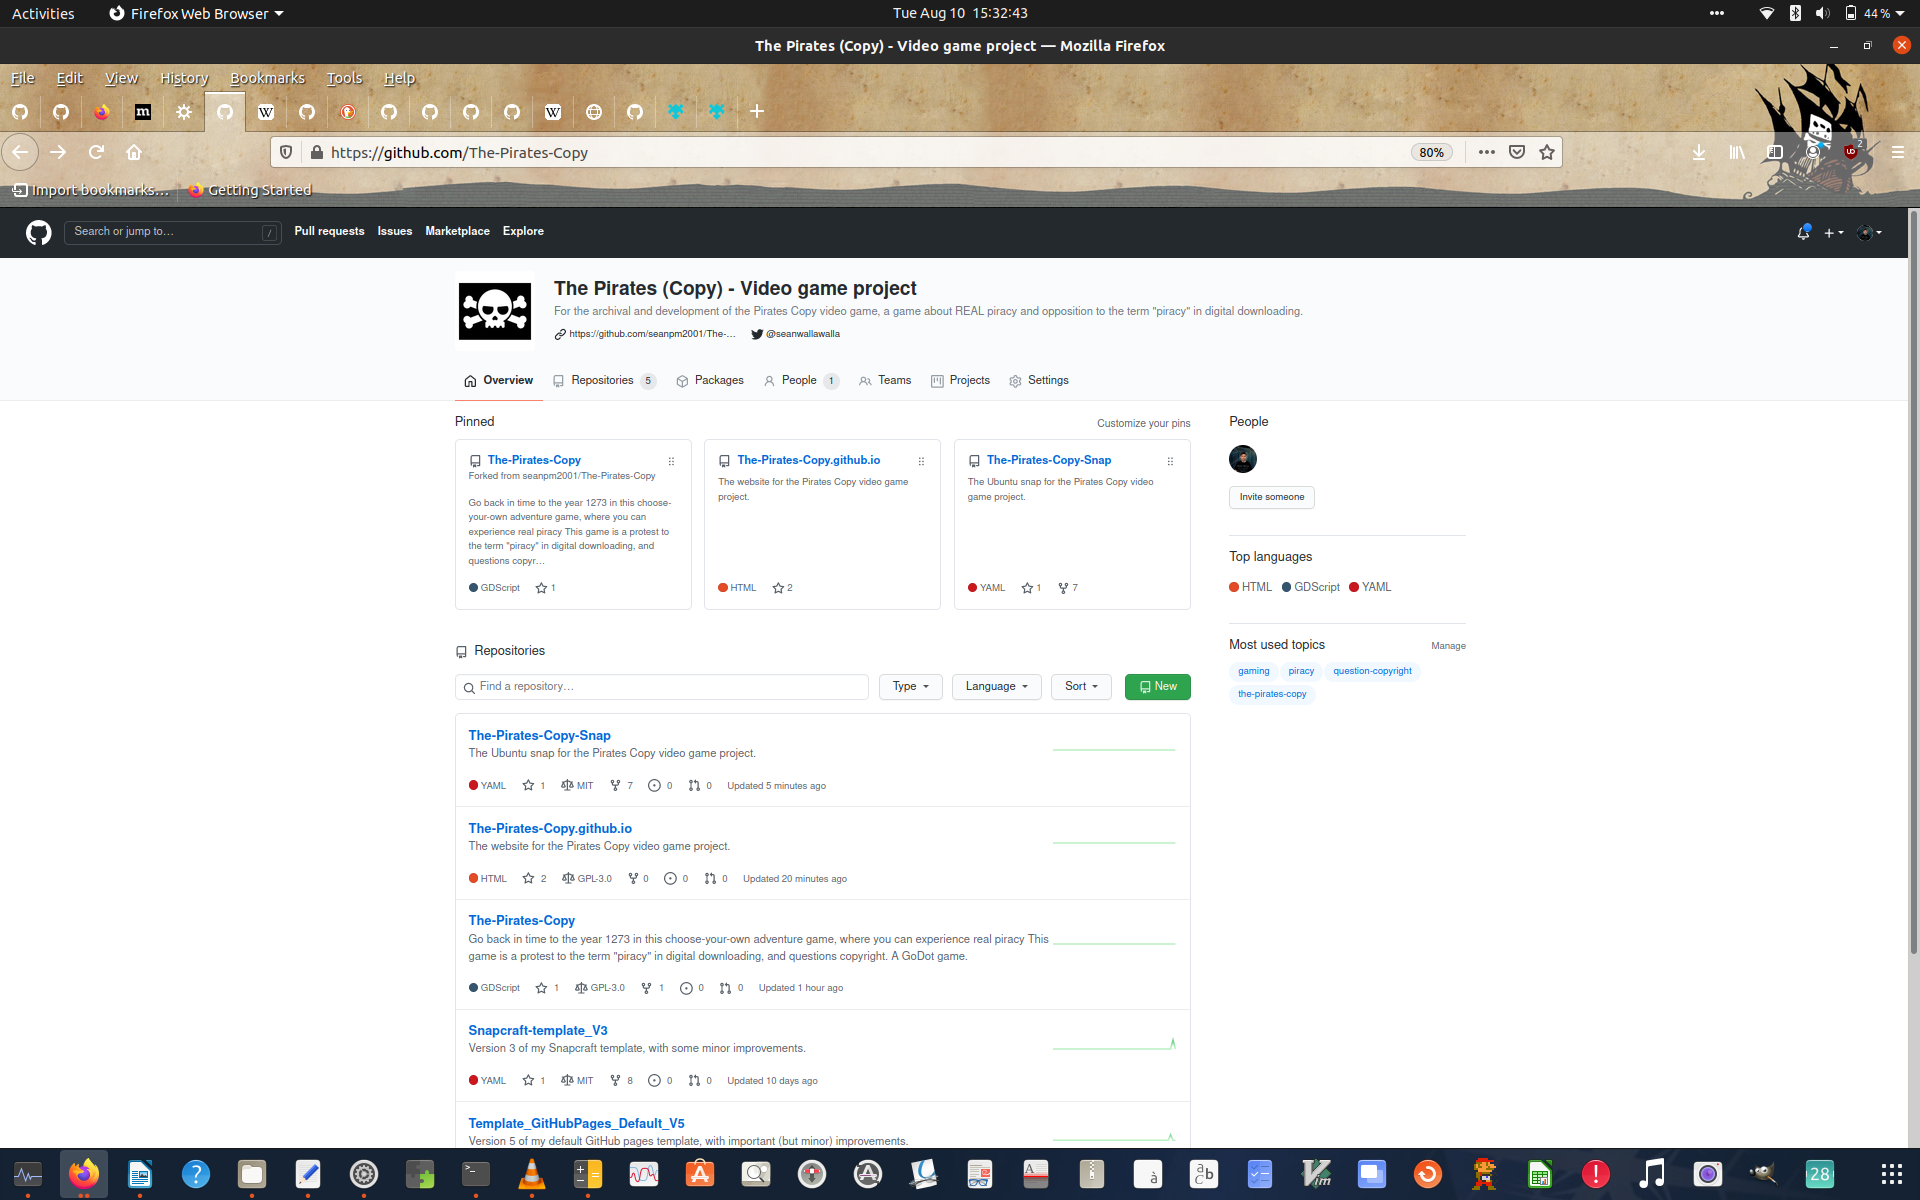 Activities
Firefox Web Browser
Tue Aug 10 15:32:43
44 %
The Pirates (Copy) - Video game project — Mozilla Firefox
File Edit View History Bookmarks Tools Help
https://github.com/The-Pirates-Copy
80%
2
Import bookmarks...
Getting Started
Search or jump to...
/
Pull requests Issues Marketplace Explore
The Pirates (Copy) - Video game project
For the archival and development of the Pirates Copy video game, a game about REAL piracy and opposition to the term "piracy" in digital downloading.
https://github.com/seanpm2001/The-...
@seanwallawalla
Overview Repositories 5 Packages People 1 Teams Projects Settings
Pinned
Customize your pins
The-Pirates-Copy
Forked from seanpm2001/The-Pirates-Copy
Go back in time to the year 1273 in this choose-
your-own adventure game, where you can
experience real piracy This game is a protest to
the term "piracy" in digital downloading, and
questions copyr...
GDScript 1
The-Pirates-Copy.github.io
The website for the Pirates Copy video game
project.
HTML 2
The-Pirates-Copy-Snap
The Ubuntu snap for the Pirates Copy video
game project.
YAML 1 7
People
Invite someone
Top languages
HTML GDScript YAML
Most used topics
Manage
gaming piracy question-copyright
the-pirates-copy
Repositories
Find a repository...
Type
Language
Sort
New
The-Pirates-Copy-Snap
The Ubuntu snap for the Pirates Copy video game project.
YAML 1 MIT 7 0 0 Updated 5 minutes ago
The-Pirates-Copy.github.io
The website for the Pirates Copy video game project.
HTML 2 GPL-3.0 0 0 0 Updated 20 minutes ago
The-Pirates-Copy
Go back in time to the year 1273 in this choose-your-own adventure game, where you can experience real piracy This
game is a protest to the term "piracy" in digital downloading, and questions copyright. A GoDot game.
GDScript 1 GPL-3.0 1 0 0 Updated 1 hour ago
Snapcraft-template_V3
Version 3 of my Snapcraft template, with some minor improvements.
YAML 1 MIT 8 0 0 Updated 10 days ago
Template_GitHubPages_Default_V5
Version 5 of my default GitHub pages template, with important (but minor) improvements.
28